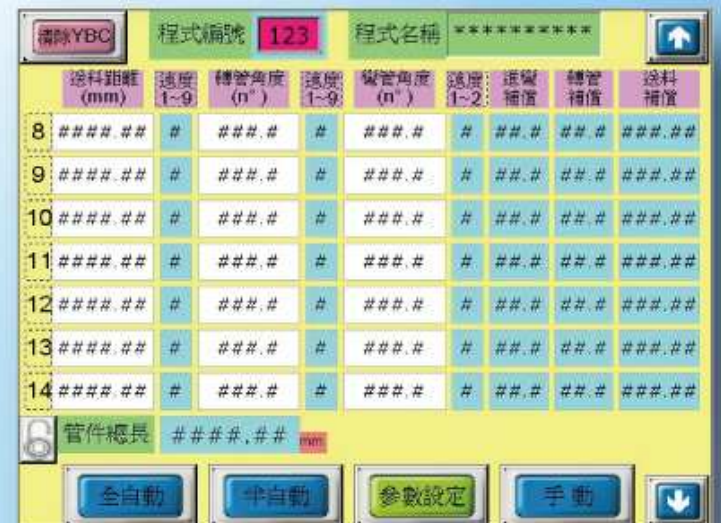 清除YBC 程式編號 123 程式名稱 **********
送料距離 速度 轉管角度 速度 彎管角度 速度 退彎 轉管 送料
(mm) 1~9 (n°) 1~9 (n°) 1~2 補償 補償 補償
8 ####.## # ###.# # ###.# # ##.# ##.# ###.##
9 ####.## # ###.# # ###.# # ##.# ##.# ###.##
10 ####.## # ###.# # ###.# # ##.# ##.# ###.##
11 ####.## # ###.# # ###.# # ##.# ##.# ###.##
12 ####.## # ###.# # ###.# # ##.# ##.# ###.##
13 ####.## # ###.# # ###.# # ##.# ##.# ###.##
14 ####.## # ###.# # ###.# # ##.# ##.# ###.##
管件總長 ####.## mm
全自動 半自動 參數設定 手動